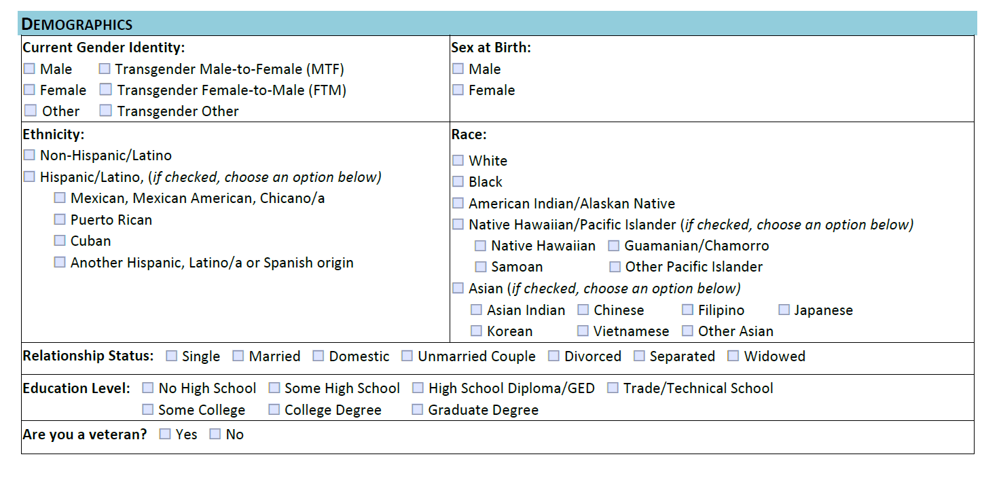 DEMOGRAPHICS
Current Gender Identity:
Male Transgender Male-to-Female (MTF)
Female Transgender Female-to-Male (FTM)
Other Transgender Other
Sex at Birth:
Male
Female
Ethnicity:
Non-Hispanic/Latino
Hispanic/Latino, (if checked, choose an option below)
Mexican, Mexican American, Chicano/a
Puerto Rican
Cuban
Another Hispanic, Latino/a or Spanish origin
Race:
White
Black
American Indian/Alaskan Native
Native Hawaiian/Pacific Islander (if checked, choose an option below)
Native Hawaiian Guamanian/Chamorro
Samoan Other Pacific Islander
Asian (if checked, choose an option below)
Asian Indian Chinese Filipino Japanese
Korean Vietnamese Other Asian
Relationship Status: Single Married Domestic Unmarried Couple Divorced Separated Widowed
Education Level: No High School Some High School High School Diploma/GED Trade/Technical School
Some College College Degree Graduate Degree
Are you a veteran? Yes No